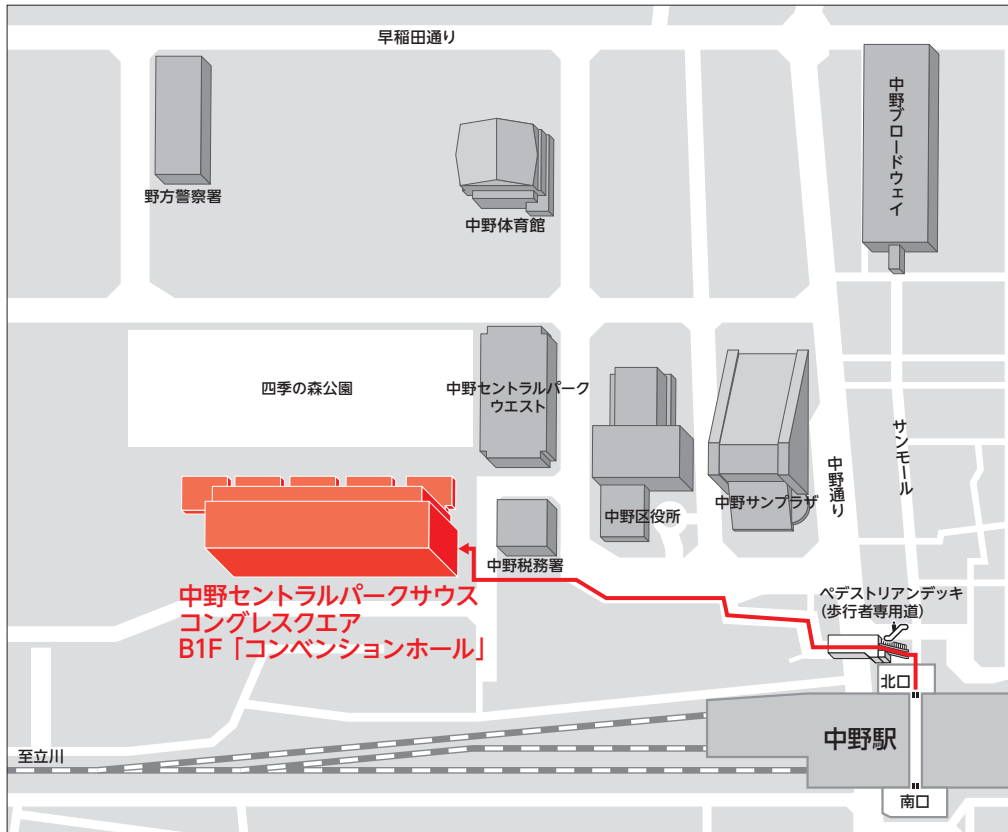 早稲田通り
中野ブロードウェイ
野方警察署
中野体育館
四季の森公園
中野セントラルパーク
ウエスト
サンモール
中野通り
中野サンプラザ
中野区役所
中野税務署
中野セントラルパークサウス
コングレスクエア
B1F「コンベンションホール」
ペデストリアンデッキ
（歩行者専用道）
北口
中野駅
至立川
南口